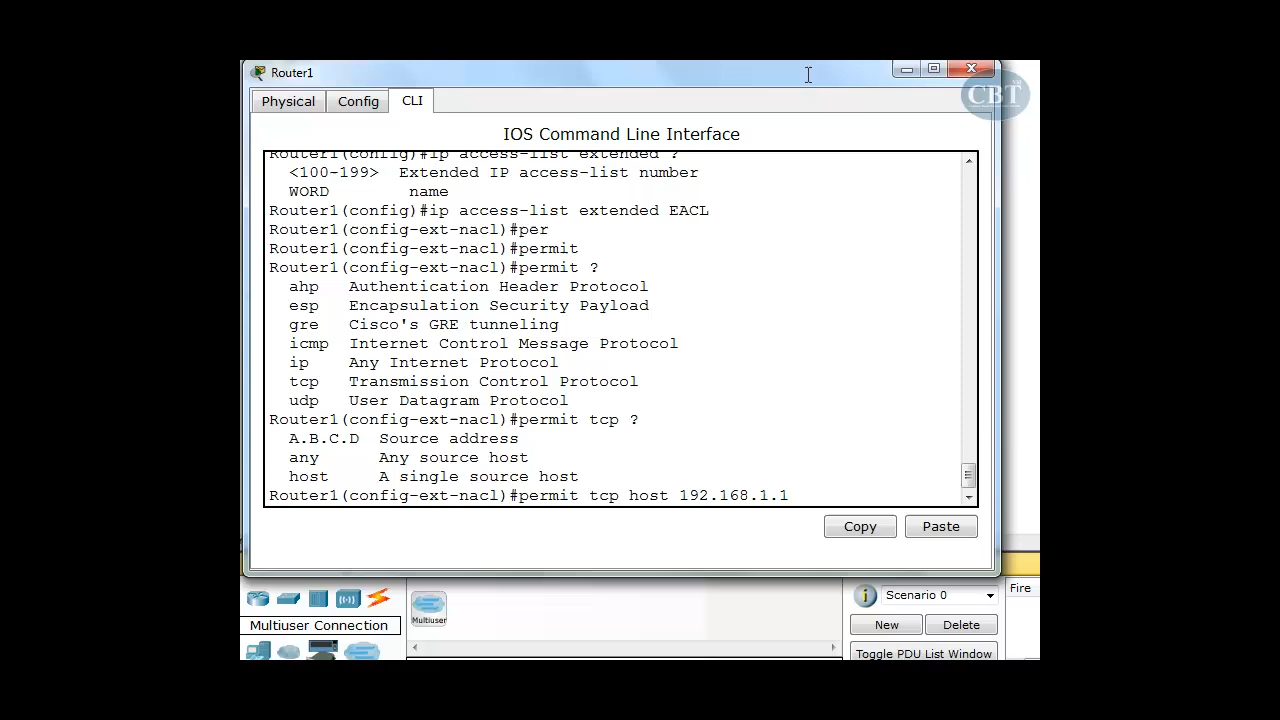 Router1
CBT
Physical Config CLI
IOS Command Line Interface
Router1(config)#ip access-list extended ?
<100-199> Extended IP access-list number
WORD name
Router1(config)#ip access-list extended EACL
Router1(config-ext-nacl)#per
Router1(config-ext-nacl)#permit
Router1(config-ext-nacl)#permit ?
ahp Authentication Header Protocol
esp Encapsulation Security Payload
gre Cisco's GRE tunneling
icmp Internet Control Message Protocol
ip Any Internet Protocol
tcp Transmission Control Protocol
udp User Datagram Protocol
Router1(config-ext-nacl)#permit tcp ?
A.B.C.D Source address
any Any source host
host A single source host
Router1(config-ext-nacl)#permit tcp host 192.168.1.1
Copy Paste
Scenario 0
Fire
Multiuser
New Delete
Multiuser Connection
Toggle PDU List Window